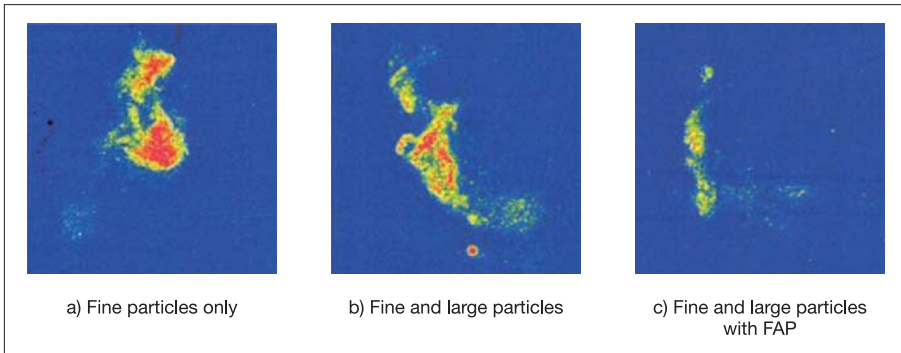 a) Fine particles only
b) Fine and large particles
c) Fine and large particles
with FAP